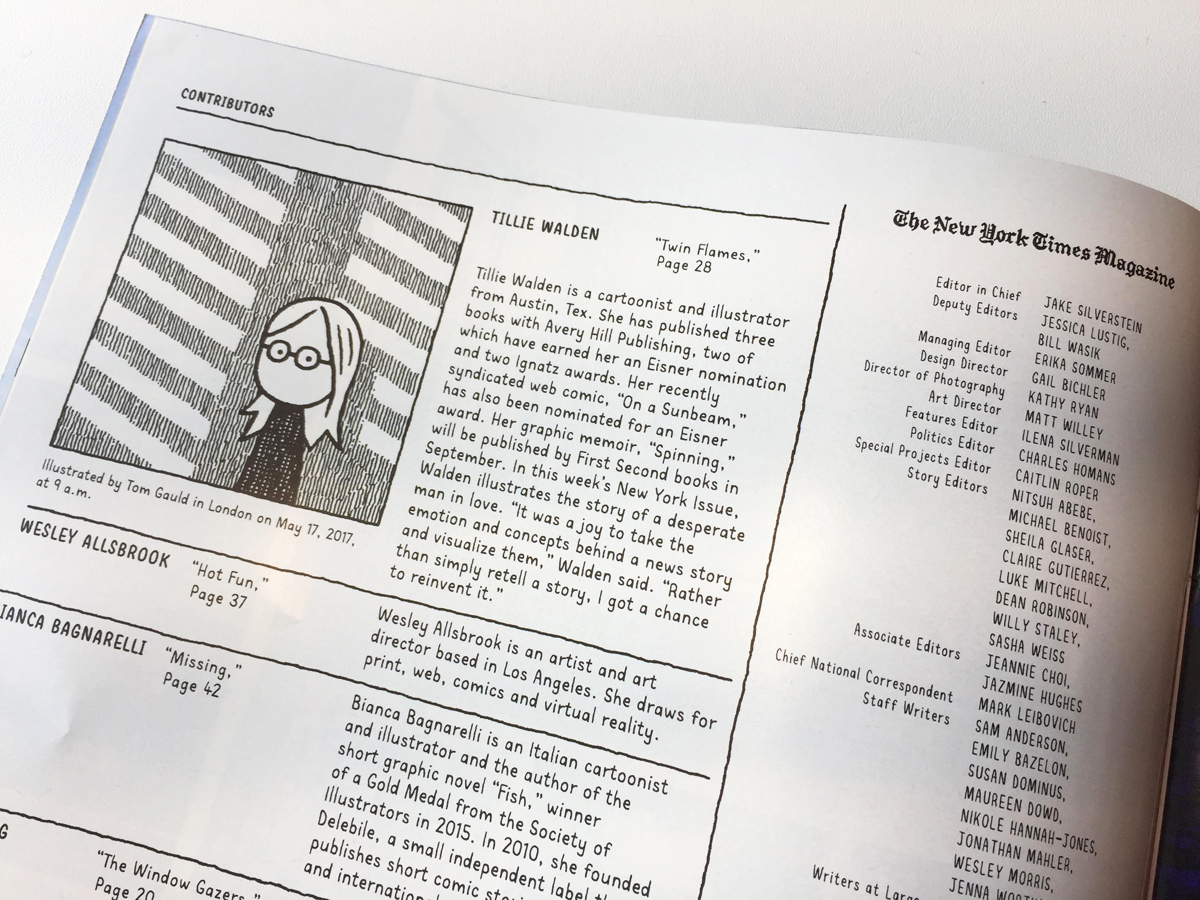 CONTRIBUTORS
TILLIE WALDEN
"Twin Flames,"
Page 28
Tillie Walden is a cartoonist and illustrator
from Austin, Tex. She has published three
books with Avery Hill Publishing, two of
which have earned her an Eisner nomination
and two Ignatz awards. Her recently
syndicated web comic, "On a Sunbeam,"
has also been nominated for an Eisner
award. Her graphic memoir, "Spinning,"
will be published by First Second books in
September. In this week's New York Issue,
Walden illustrates the story of a desperate
man in love. "It was a joy to take the
emotion and concepts behind a news story
and visualize them," Walden said. "Rather
than simply retell a story, I got a chance
to reinvent it."
Illustrated by Tom Gauld in London on May 17, 2017,
at 9 a.m.
WESLEY ALLSBROOK
"Hot Fun,"
Page 37
Wesley Allsbrook is an artist and art
director based in Los Angeles. She draws for
print, web, comics and virtual reality.
IANCA BAGNARELLI
"Missing,"
Page 42
Bianca Bagnarelli is an Italian cartoonist
and illustrator and the author of the
short graphic novel "Fish," winner
of a Gold Medal from the Society of
Illustrators in 2015. In 2010, she founded
Delebile, a small independent label th
publishes short comic sto
and internation
G
"The Window Gazers,"
Page 20
The New York Times Magazine
Editor in Chief JAKE SILVERSTEIN
Deputy Editors JESSICA LUSTIG,
BILL WASIK
Managing Editor ERIKA SOMMER
Design Director GAIL BICHLER
Director of Photography KATHY RYAN
Art Director MATT WILLEY
Features Editor ILENA SILVERMAN
Politics Editor CHARLES HOMANS
Special Projects Editor CAITLIN ROPER
Story Editors NITSUH ABEBE,
MICHAEL BENOIST,
SHEILA GLASER,
CLAIRE GUTIERREZ,
LUKE MITCHELL,
DEAN ROBINSON,
WILLY STALEY,
SASHA WEISS
Associate Editors JEANNIE CHOI,
JAZMINE HUGHES
Chief National Correspondent MARK LEIBOVICH
Staff Writers SAM ANDERSON,
EMILY BAZELON,
SUSAN DOMINUS,
MAUREEN DOWD,
NIKOLE HANNAH-JONES,
JONATHAN MAHLER,
WESLEY MORRIS,
JENNA WORTH
Writers at Large